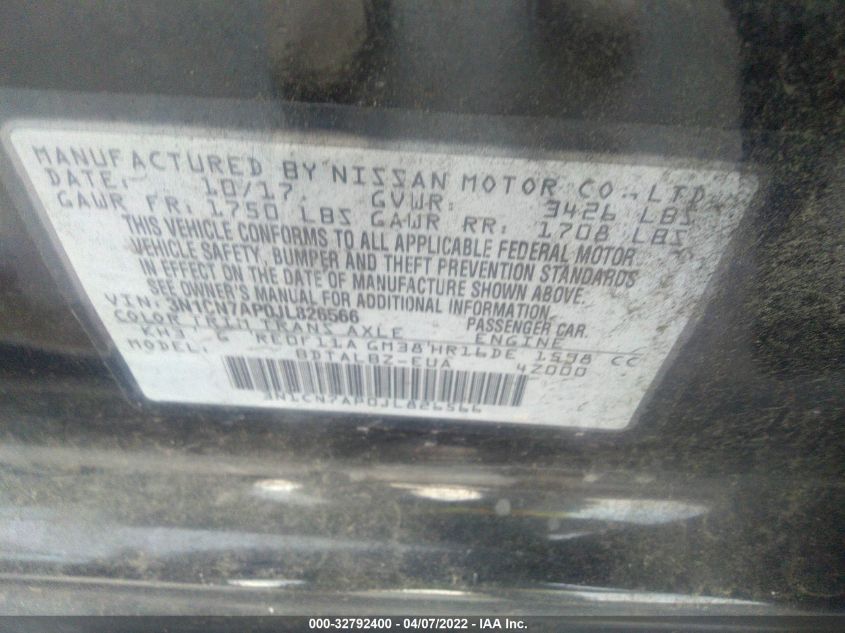 MANUFACTURED BY NISSAN MOTOR CO., LTD.
DATE: 10/17 GVWR: 3426 LBS
GAWR FR: 1750 LBS GAWR RR: 1708 LBS
THIS VEHICLE CONFORMS TO ALL APPLICABLE FEDERAL MOTOR
VEHICLE SAFETY, BUMPER AND THEFT PREVENTION STANDARDS
IN EFFECT ON THE DATE OF MANUFACTURE SHOWN ABOVE.
SEE OWNER'S MANUAL FOR ADDITIONAL INFORMATION.
VIN: 3N1CN7AP0JL826566 PASSENGER CAR.
COLOR TRIM TRANS AXLE ENGINE
KH3 G RE0F11A GM38 HR16DE 1598 CC
MODEL: BDTALBZ-EUA 4Z000
3N1CN7AP0JL826566
000-32792400 - 04/07/2022 - IAA Inc.